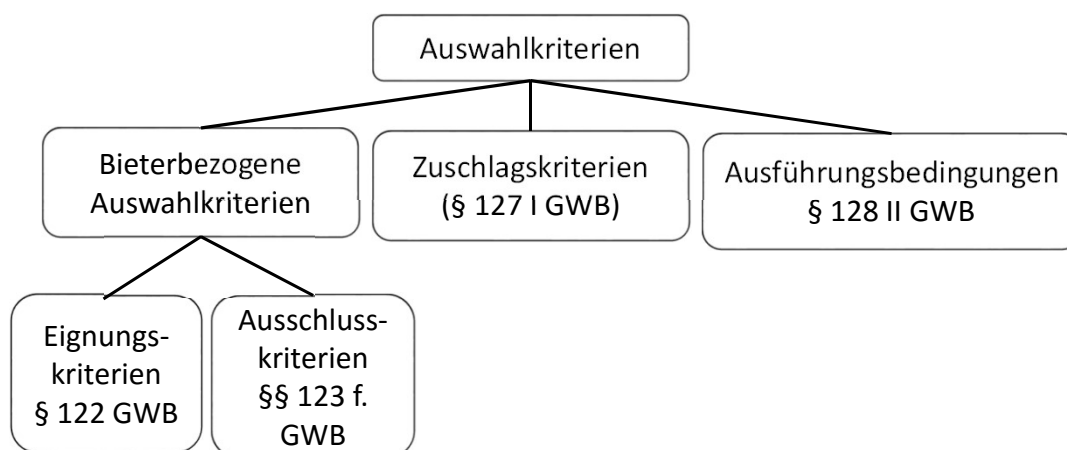 Auswahlkriterien
Bieterbezogene
Auswahlkriterien
Zuschlagskriterien
(§ 127 I GWB)
Ausführungsbedingungen
§ 128 II GWB
Eignungs-
kriterien
§ 122 GWB
Ausschluss-
kriterien
§§ 123 f.
GWB